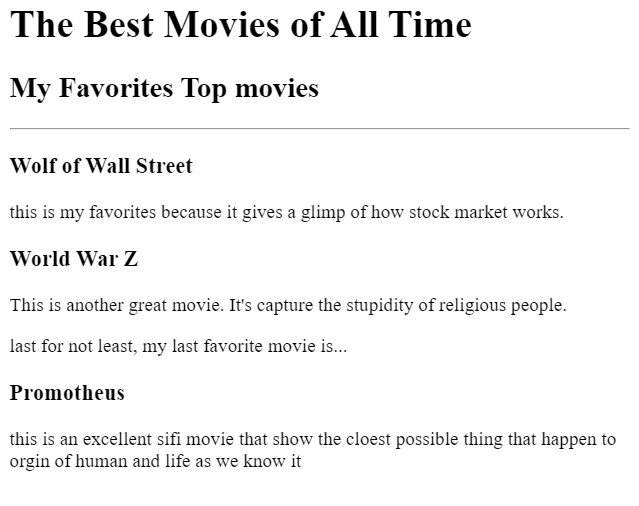 The Best Movies of All Time
My Favorites Top movies
Wolf of Wall Street
this is my favorites because it gives a glimp of how stock market works.
World War Z
This is another great movie. It's capture the stupidity of religious people.
last for not least, my last favorite movie is...
Promotheus
this is an excellent sifi movie that show the cloest possible thing that happen to
orgin of human and life as we know it